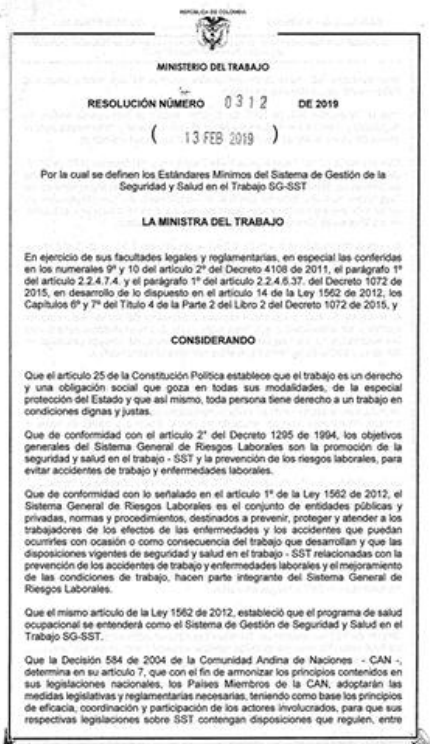 REPÚBLICA DE COLOMBIA
MINISTERIO DEL TRABAJO
RESOLUCIÓN NÚMERO 0312 DE 2019
( 13 FEB 2019 )
Por la cual se definen los Estándares Mínimos del Sistema de Gestión de la
Seguridad y Salud en el Trabajo SG-SST
LA MINISTRA DEL TRABAJO
En ejercicio de sus facultades legales y reglamentarias, en especial las conferidas
en los numerales 9º y 10 del artículo 2º del Decreto 4108 de 2011, el parágrafo 1º
del artículo 2.2.4.7.4. y el parágrafo 1º del artículo 2.2.4.6.37. del Decreto 1072 de
2015, en desarrollo de lo dispuesto en el artículo 14 de la Ley 1562 de 2012, los
Capítulos 6º y 7º del Título 4 de la Parte 2 del Libro 2 del Decreto 1072 de 2015, y
CONSIDERANDO
Que el artículo 25 de la Constitución Política establece que el trabajo es un derecho
y una obligación social que goza en todas sus modalidades, de la especial
protección del Estado y que así mismo, toda persona tiene derecho a un trabajo en
condiciones dignas y justas.
Que de conformidad con el artículo 2° del Decreto 1295 de 1994, los objetivos
generales del Sistema General de Riesgos Laborales son la promoción de la
seguridad y salud en el trabajo - SST y la prevención de los riesgos laborales, para
evitar accidentes de trabajo y enfermedades laborales.
Que de conformidad con lo señalado en el artículo 1º de la Ley 1562 de 2012, el
Sistema General de Riesgos Laborales es el conjunto de entidades públicas y
privadas, normas y procedimientos, destinados a prevenir, proteger y atender a los
trabajadores de los efectos de las enfermedades y los accidentes que puedan
ocurrirles con ocasión o como consecuencia del trabajo que desarrollan y que las
disposiciones vigentes de seguridad y salud en el trabajo - SST relacionadas con la
prevención de los accidentes de trabajo y enfermedades laborales y el mejoramiento
de las condiciones de trabajo, hacen parte integrante del Sistema General de
Riesgos Laborales.
Que el mismo artículo de la Ley 1562 de 2012, estableció que el programa de salud
ocupacional se entenderá como el Sistema de Gestión de Seguridad y Salud en el
Trabajo SG-SST.
Que la Decisión 584 de 2004 de la Comunidad Andina de Naciones - CAN -,
determina en su artículo 7, que con el fin de armonizar los principios contenidos en
sus legislaciones nacionales, los Países Miembros de la CAN, adoptarán las
medidas legislativas y reglamentarias necesarias, teniendo como base los principios
de eficacia, coordinación y participación de los actores involucrados, para que sus
respectivas legislaciones sobre SST contengan disposiciones que regulen, entre